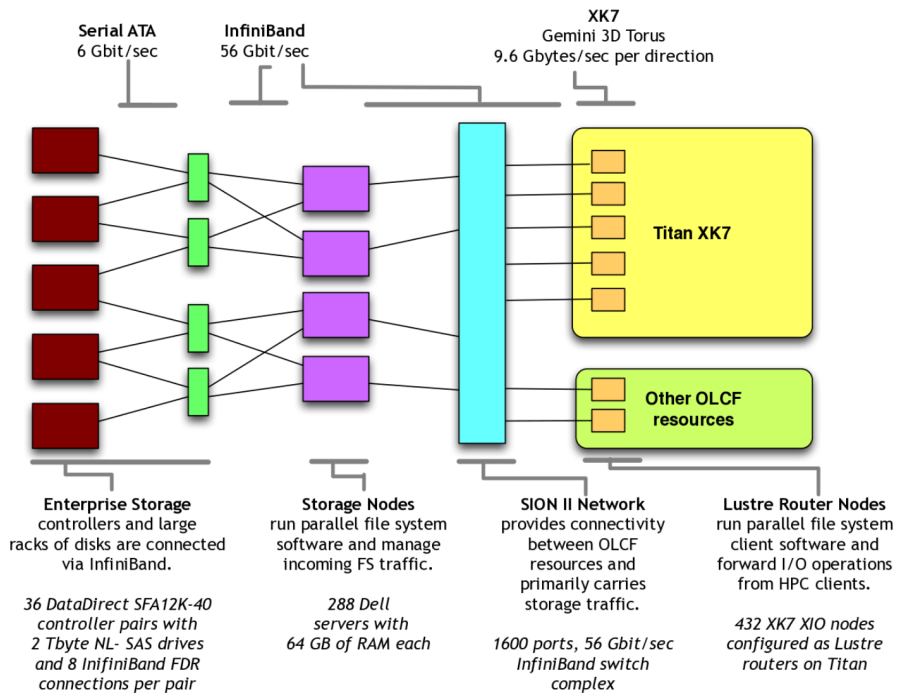 Serial ATA
6 Gbit/sec
InfiniBand
56 Gbit/sec
XK7
Gemini 3D Torus
9.6 Gbytes/sec per direction
Titan XK7
Other OLCF
resources
Enterprise Storage
controllers and large
racks of disks are connected
via InfiniBand.
36 DataDirect SFA12K-40
controller pairs with
2 Tbyte NL- SAS drives
and 8 InifiniBand FDR
connections per pair
Storage Nodes
run parallel file system
software and manage
incoming FS traffic.
288 Dell
servers with
64 GB of RAM each
SION II Network
provides connectivity
between OLCF
resources and
primarily carries
storage traffic.
1600 ports, 56 Gbit/sec
InfiniBand switch
complex
Lustre Router Nodes
run parallel file system
client software and
forward I/O operations
from HPC clients.
432 XK7 XIO nodes
configured as Lustre
routers on Titan